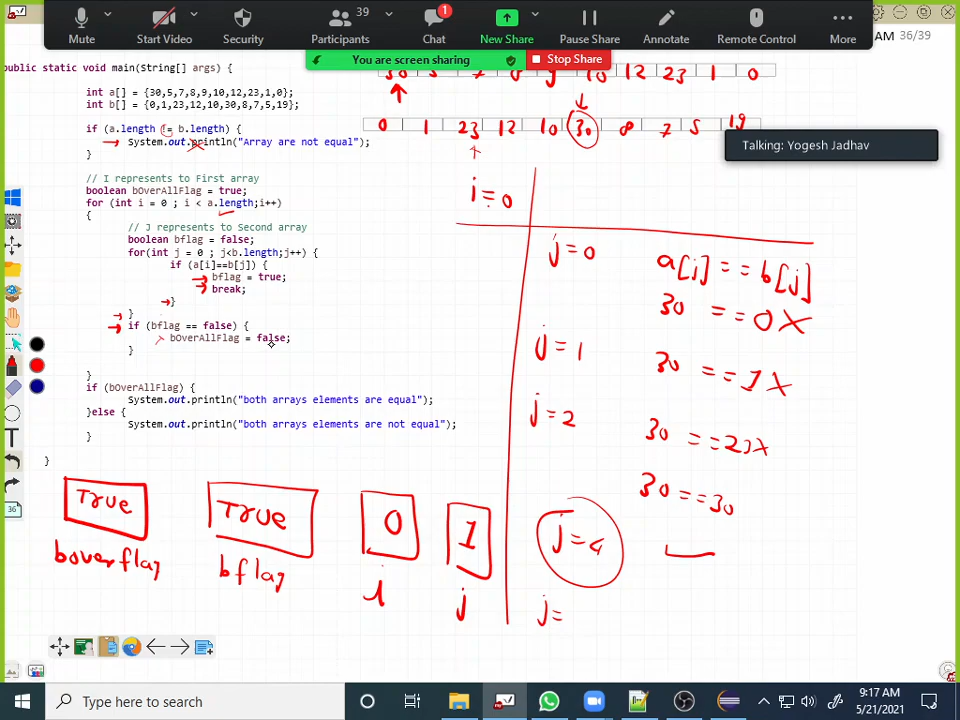 Mute
Start Video
Security
39
Participants
1
Chat
New Share
Pause Share
Annotate
Remote Control
More
You are screen sharing
Stop Share
AM 36/39
Talking: Yogesh Jadhav
public static void main(String[] args) {
int a[] = {30,5,7,8,9,10,12,23,1,0};
int b[] = {0,1,23,12,10,30,8,7,5,19};
if (a.length != b.length) {
System.out.println("Array are not equal");
}
// I represents to First array
boolean bOverAllFlag = true;
for (int i = 0 ; i < a.length;i++)
{
// J represents to Second array
boolean bflag = false;
for(int j = 0 ; j<b.length;j++) {
if (a[i]==b[j]) {
bflag = true;
break;
}
}
if (bflag == false) {
bOverAllFlag = false;
}
}
if (bOverAllFlag) {
System.out.println("both arrays elements are equal");
}else {
System.out.println("both arrays elements are not equal");
}
}
10 12 23 1 0
0 1 23 12 10 30 8 7 5 19
i=0
j=0
a[i]==b[j]
30 ==0X
j=1
30 ==1X
j=2
30 ==23X
30==30
j=4
j=
True
True
0
1
boverflag
bflag
i
j
36
Type here to search
9:17 AM
5/21/2021